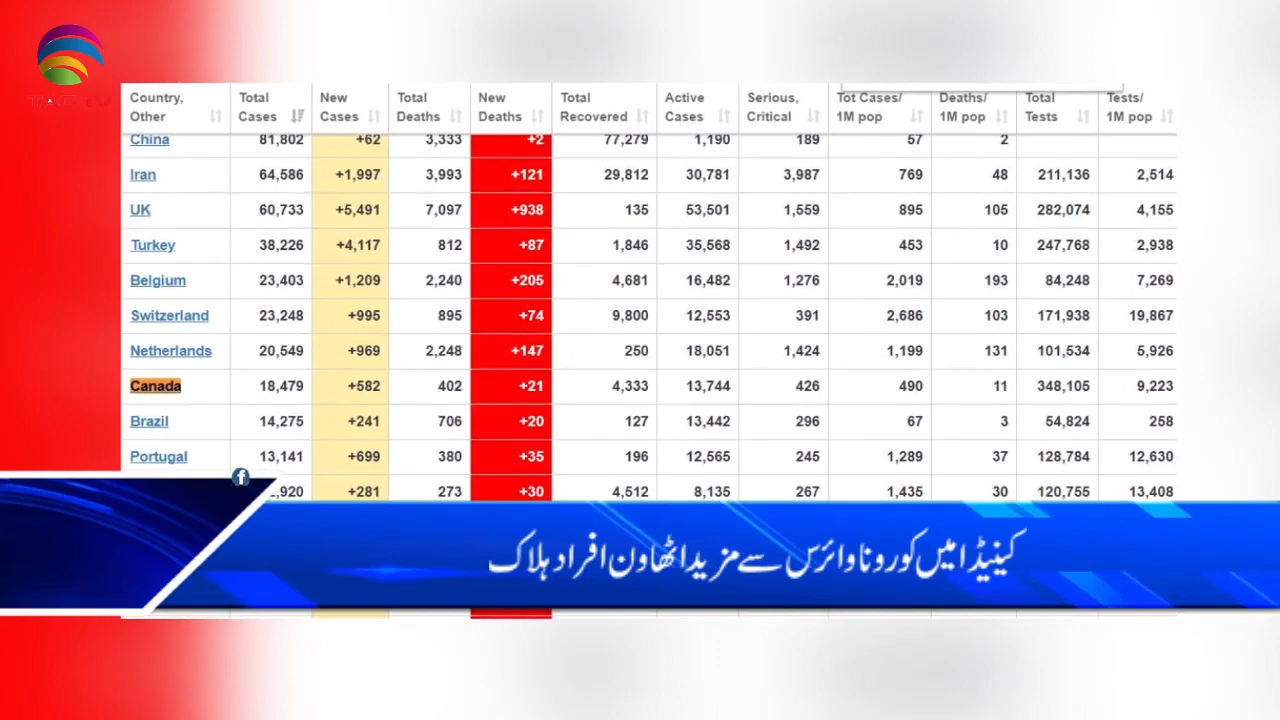 TAG TV
Country, Other Total Cases New Cases Total Deaths New Deaths Total Recovered Active Cases Serious, Critical Tot Cases/ 1M pop Deaths/ 1M pop Total Tests Tests/ 1M pop
China 81,802 +62 3,333 +2 77,279 1,190 189 57 2
Iran 64,586 +1,997 3,993 +121 29,812 30,781 3,987 769 48 211,136 2,514
UK 60,733 +5,491 7,097 +938 135 53,501 1,559 895 105 282,074 4,155
Turkey 38,226 +4,117 812 +87 1,846 35,568 1,492 453 10 247,768 2,938
Belgium 23,403 +1,209 2,240 +205 4,681 16,482 1,276 2,019 193 84,248 7,269
Switzerland 23,248 +995 895 +74 9,800 12,553 391 2,686 103 171,938 19,867
Netherlands 20,549 +969 2,248 +147 250 18,051 1,424 1,199 131 101,534 5,926
Canada 18,479 +582 402 +21 4,333 13,744 426 490 11 348,105 9,223
Brazil 14,275 +241 706 +20 127 13,442 296 67 3 54,824 258
Portugal 13,141 +699 380 +35 196 12,565 245 1,289 37 128,784 12,630
,920 +281 273 +30 4,512 8,135 267 1,435 30 120,755 13,408
کینیڈا میں کورونا وائرس سے مزید اٹھاون افراد ہلاک